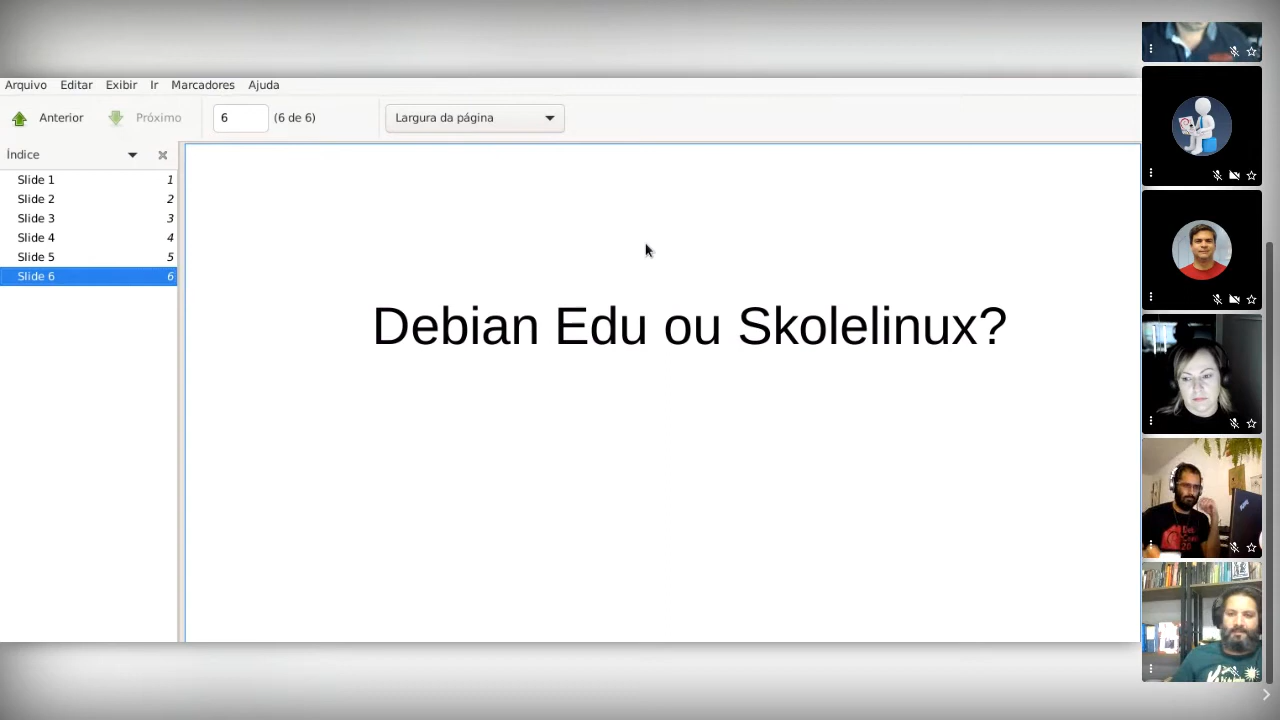 Arquivo Editar Exibir Ir Marcadores Ajuda
Anterior Próximo 6 (6 de 6) Largura da página
Índice
Slide 1 1
Slide 2 2
Slide 3 3
Slide 4 4
Slide 5 5
Slide 6 6
Debian Edu ou Skolelinux?